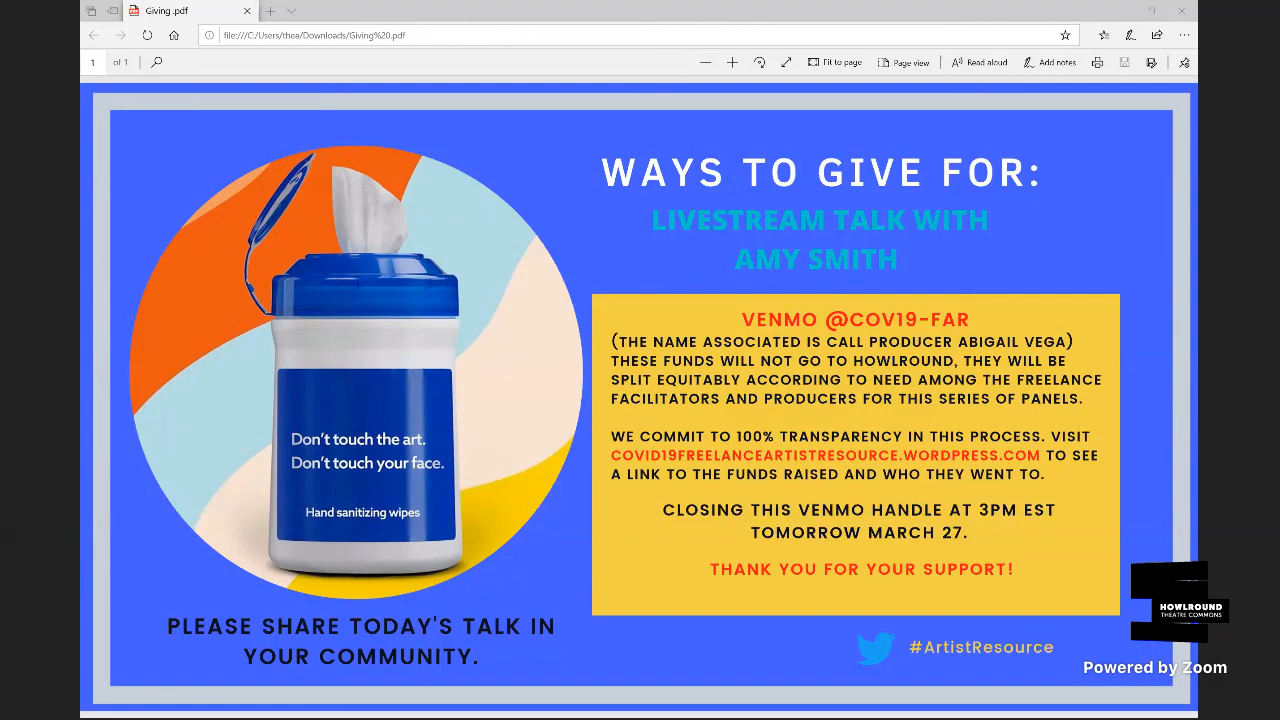 Giving .pdf
file:///C:/Users/thea/Downloads/Giving%20.pdf
1 of 1
Fit to page
Page view
Read aloud
Add notes
WAYS TO GIVE FOR:
LIVESTREAM TALK WITH
AMY SMITH
VENMO @COV19-FAR
(THE NAME ASSOCIATED IS CALL PRODUCER ABIGAIL VEGA)
THESE FUNDS WILL NOT GO TO HOWLROUND, THEY WILL BE
SPLIT EQUITABLY ACCORDING TO NEED AMONG THE FREELANCE
FACILITATORS AND PRODUCERS FOR THIS SERIES OF PANELS.
WE COMMIT TO 100% TRANSPARENCY IN THIS PROCESS. VISIT
COVID19FREELANCEARTISTRESOURCE.WORDPRESS.COM TO SEE
A LINK TO THE FUNDS RAISED AND WHO THEY WENT TO.
CLOSING THIS VENMO HANDLE AT 3PM EST
TOMORROW MARCH 27.
THANK YOU FOR YOUR SUPPORT!
Don't touch the art.
Don't touch your face.
Hand sanitizing wipes
PLEASE SHARE TODAY'S TALK IN
YOUR COMMUNITY.
#ArtistResource
HOWLROUND
THEATRE COMMONS
Powered by Zoom